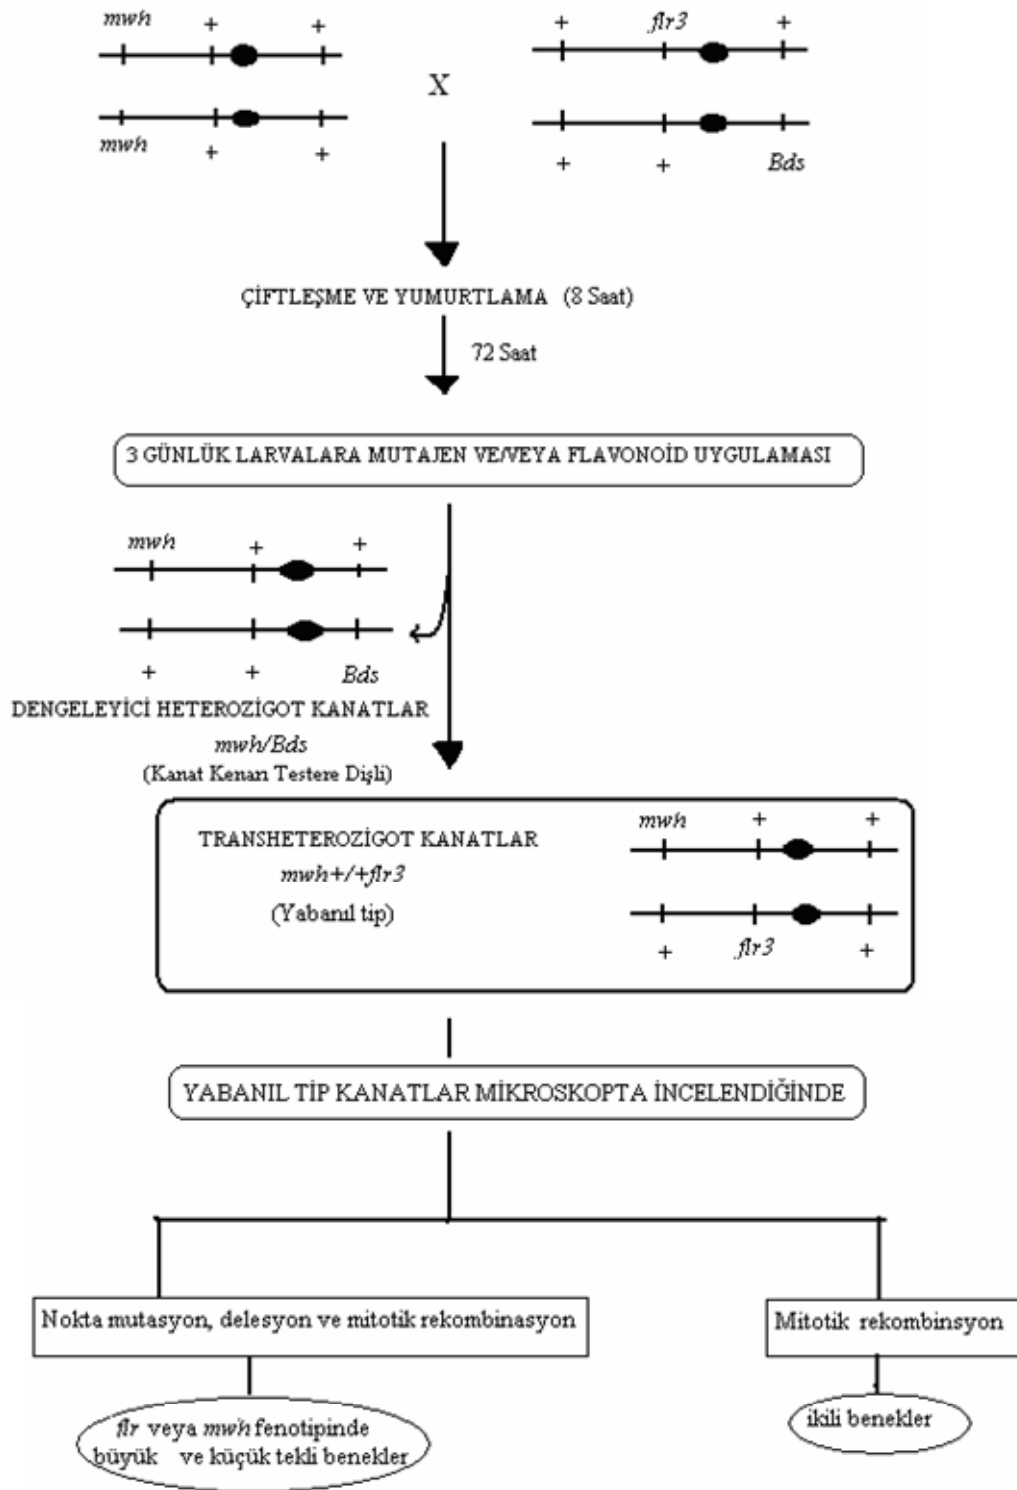 mwh + +
+ flr3 +
X
mwh + +
+ + Bds
ÇİFTLEŞME VE YUMURTLAMA (8 Saat)
72 Saat
3 GÜNLÜK LARVALARA MUTAJEN VE/VEYA FLAVONOİD UYGULAMASI
mwh + +
+ + Bds
DENGELEYİCİ HETEROZİGOT KANATLAR
mwh/Bds
(Kanat Kenarı Testere Dişli)
TRANSHETEROZİGOT KANATLAR
mwh+/+flr3
(Yabanıl tip)
mwh + +
+ flr3 +
YABANIL TİP KANATLAR MİKROSKOPTA İNCELENDİĞİNDE
Nokta mutasyon, delesyon ve mitotik rekombinasyon
Mitotik rekombinsyon
flr veya mwh fenotipinde
büyük ve küçük tekli benekler
ikili benekler